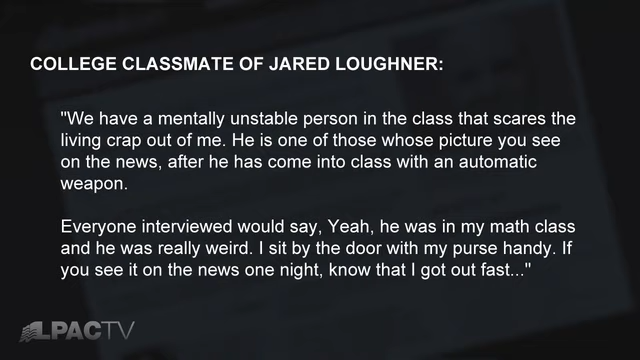 COLLEGE CLASSMATE OF JARED LOUGHNER:
"We have a mentally unstable person in the class that scares the
living crap out of me. He is one of those whose picture you see
on the news, after he has come into class with an automatic
weapon.
Everyone interviewed would say, Yeah, he was in my math class
and he was really weird. I sit by the door with my purse handy. If
you see it on the news one night, know that I got out fast..."
LPACTV